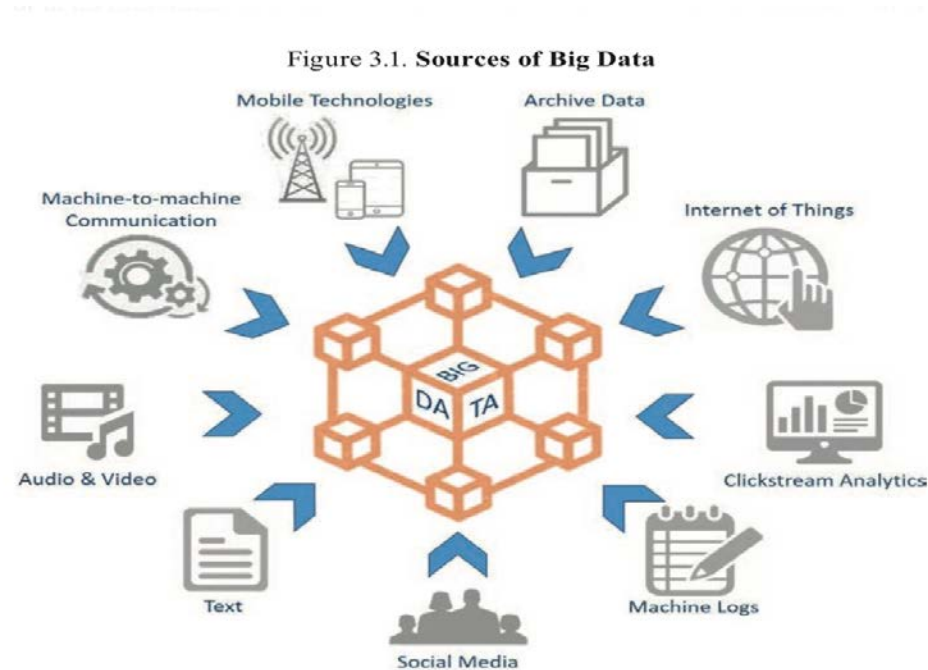 Figure 3.1. Sources of Big Data
Mobile Technologies
Archive Data
Machine-to-machine
Communication
Internet of Things
BIG
DA TA
Audio & Video
Clickstream Analytics
Text
Machine Logs
Social Media